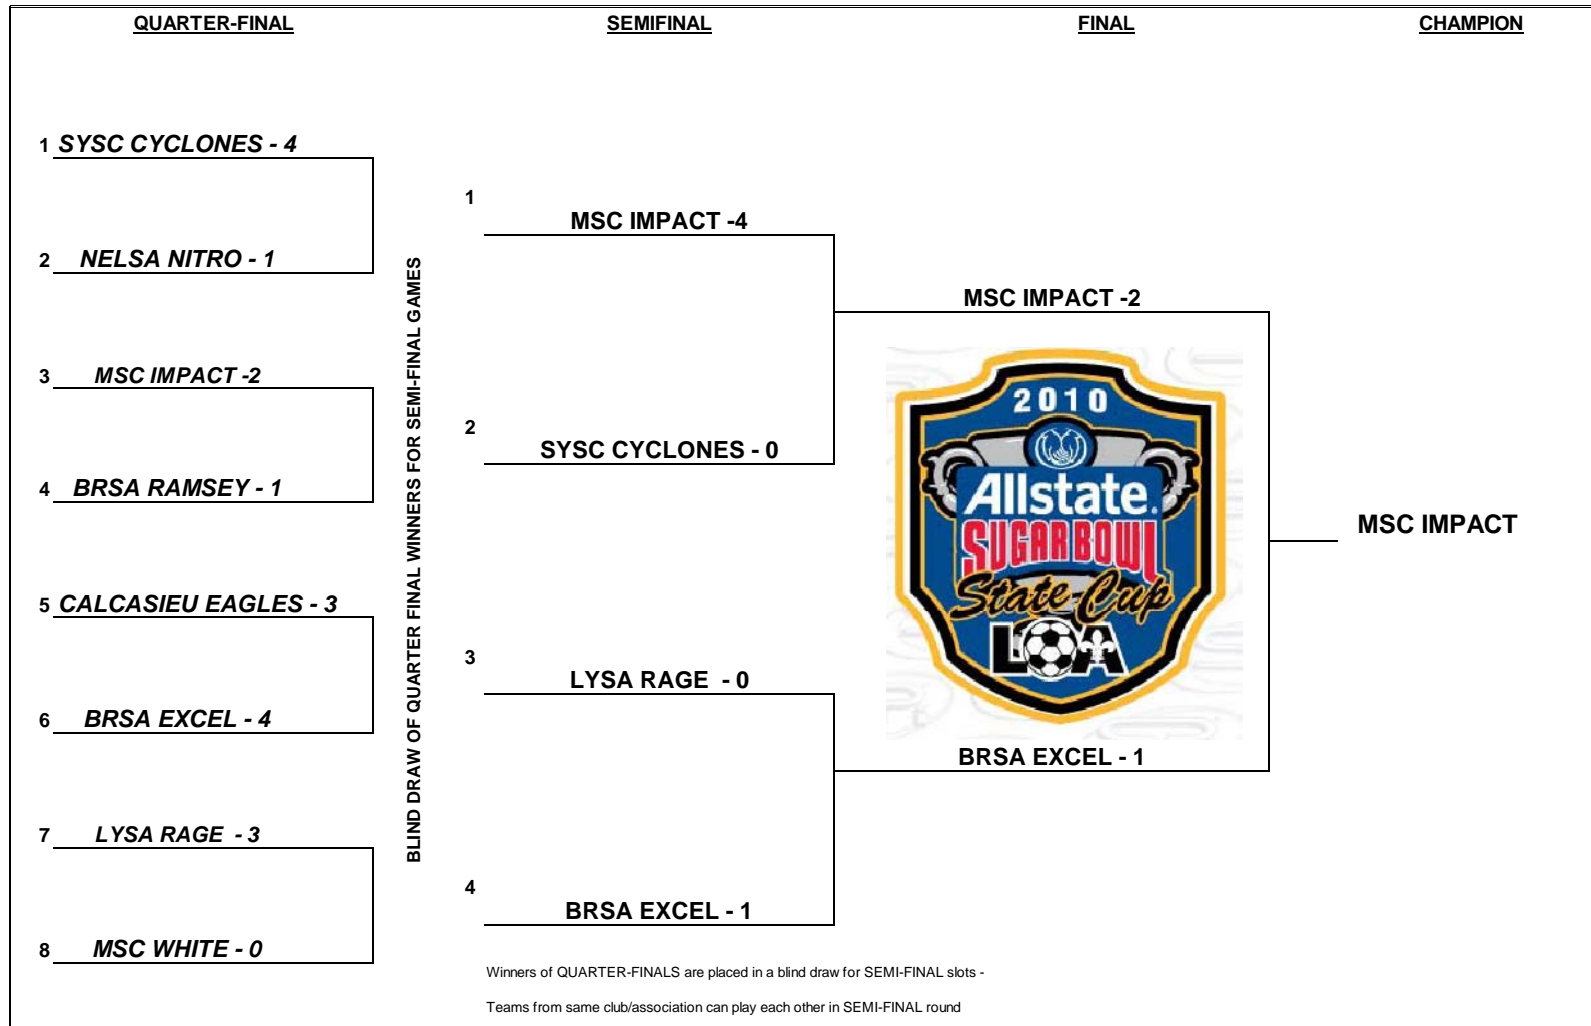 QUARTER-FINAL
SEMIFINAL
FINAL
CHAMPION
1 SYSC CYCLONES - 4
2 NELSA NITRO - 1
3 MSC IMPACT -2
4 BRSA RAMSEY - 1
5 CALCASIEU EAGLES - 3
6 BRSA EXCEL - 4
7 LYSA RAGE - 3
8 MSC WHITE - 0
BLIND DRAW OF QUARTER FINAL WINNERS FOR SEMI-FINAL GAMES
1
MSC IMPACT -4
2
SYSC CYCLONES - 0
3
LYSA RAGE - 0
4
BRSA EXCEL - 1
Winners of QUARTER-FINALS are placed in a blind draw for SEMI-FINAL slots -
Teams from same club/association can play each other in SEMI-FINAL round
MSC IMPACT -2
2010
Allstate.
SUGAR BOWL
State Cup
LSA
BRSA EXCEL - 1
MSC IMPACT